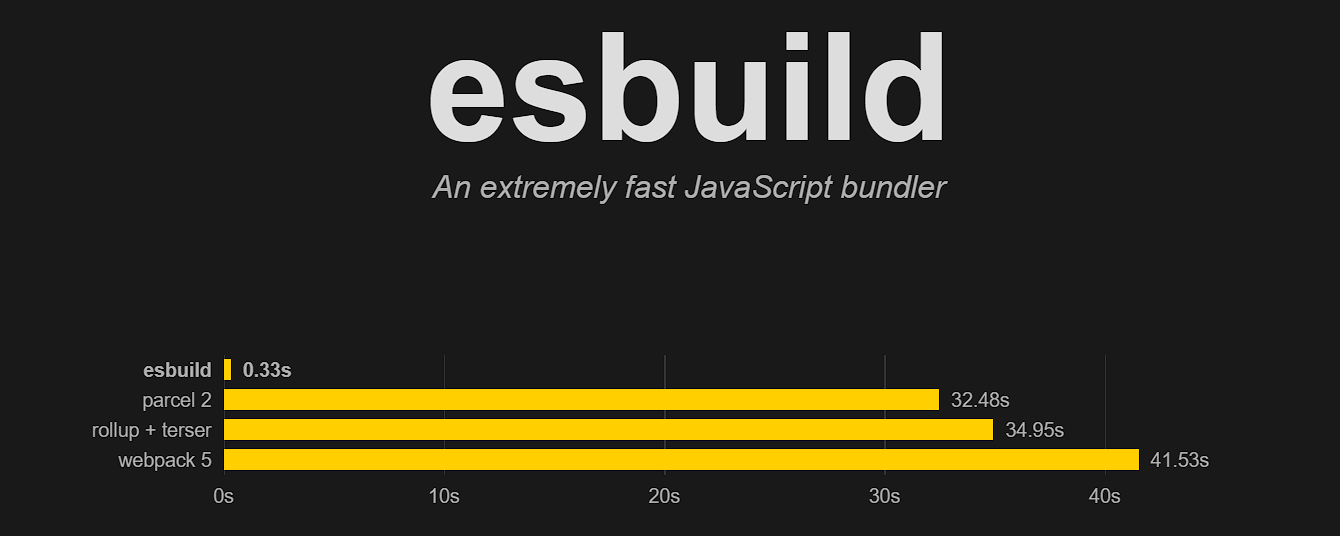 esbuild
An extremely fast JavaScript bundler
esbuild 0.33s
parcel 2 32.48s
rollup + terser 34.95s
webpack 5 41.53s
0s 10s 20s 30s 40s